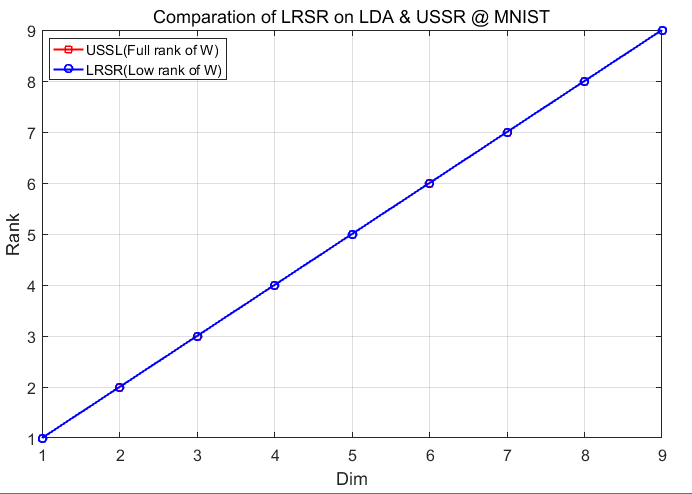 Comparation of LRSR on LDA & USSR @ MNIST
USSL(Full rank of W)
LRSR(Low rank of W)
9
8
7
6
5
4
3
2
1
Rank
1 2 3 4 5 6 7 8 9
Dim